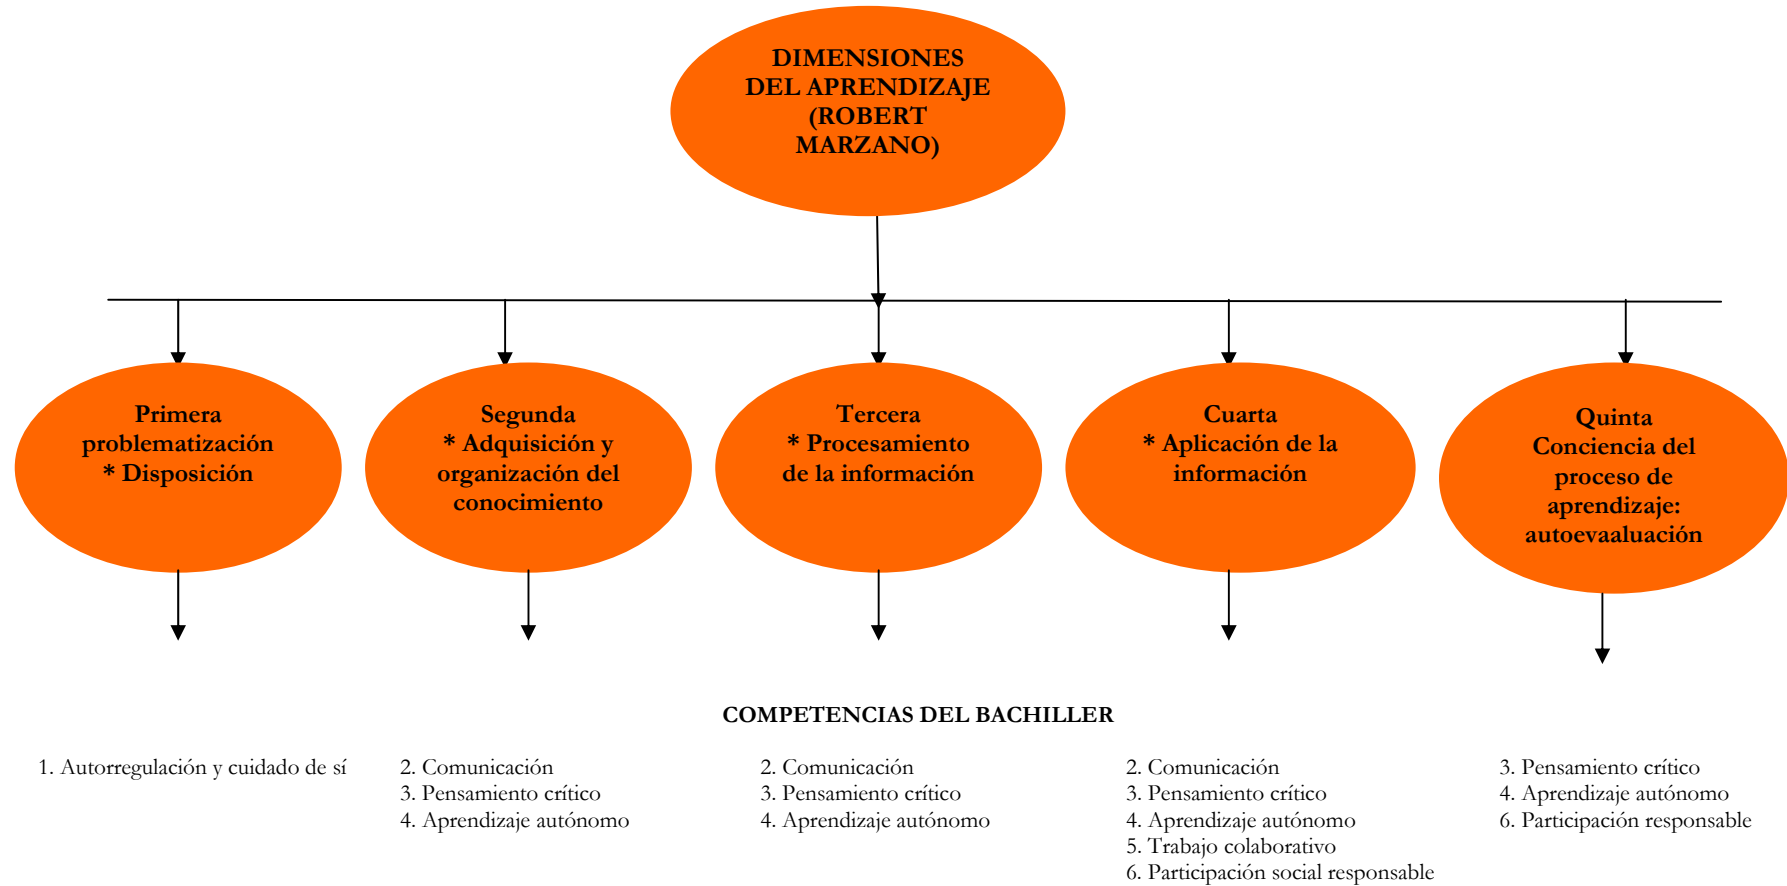 DIMENSIONES
DEL APRENDIZAJE
(ROBERT
MARZANO)
Primera
problematización
* Disposición
Segunda
* Adquisición y
organización del
conocimiento
Tercera
* Procesamiento
de la información
Cuarta
* Aplicación de la
información
Quinta
Conciencia del
proceso de
aprendizaje:
autoevaaluación
COMPETENCIAS DEL BACHILLER
1. Autorregulación y cuidado de sí
2. Comunicación
3. Pensamiento crítico
4. Aprendizaje autónomo
2. Comunicación
3. Pensamiento crítico
4. Aprendizaje autónomo
2. Comunicación
3. Pensamiento crítico
4. Aprendizaje autónomo
5. Trabajo colaborativo
6. Participación social responsable
3. Pensamiento crítico
4. Aprendizaje autónomo
6. Participación responsable